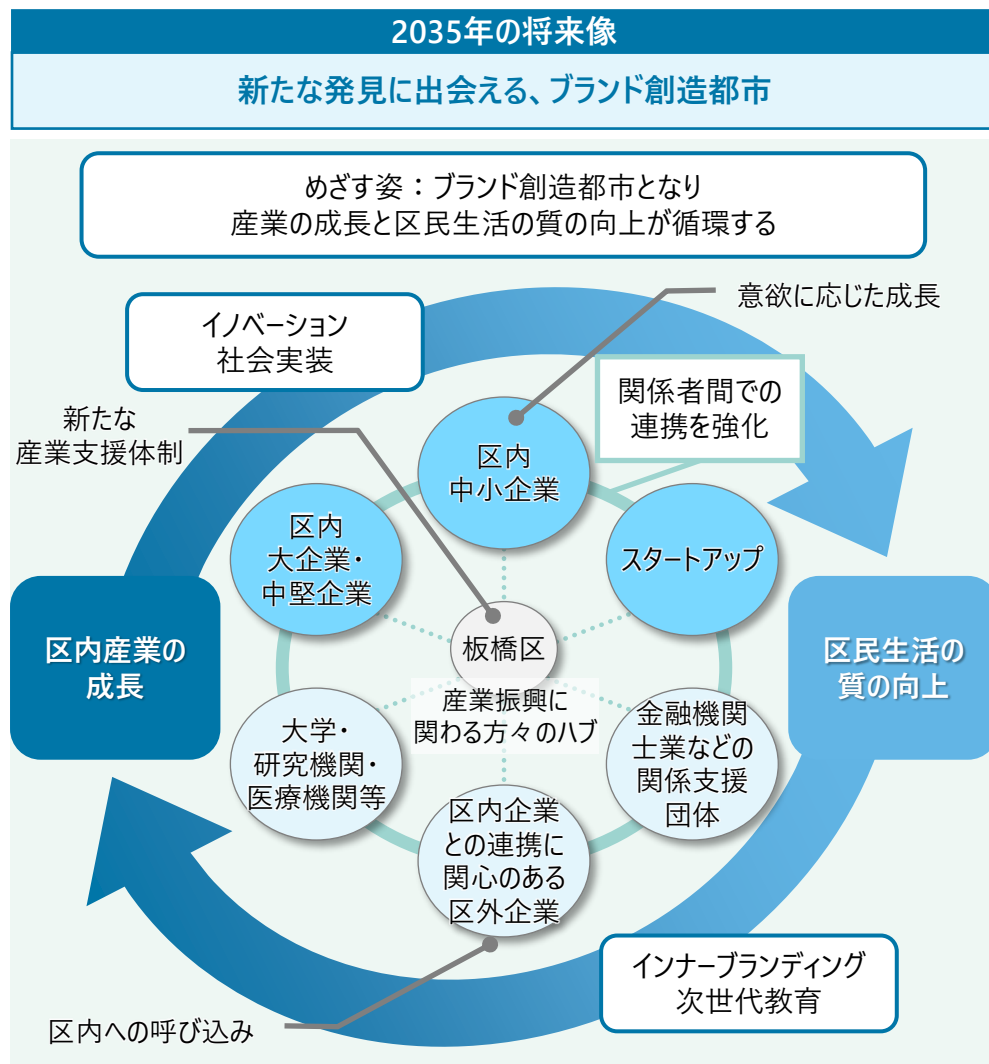 2035年の将来像
新たな発見に出会える、ブランド創造都市
めざす姿：ブランド創造都市となり
産業の成長と区民生活の質の向上が循環する
意欲に応じた成長
イノベーション
社会実装
関係者間での
連携を強化
新たな
産業支援体制
区内
中小企業
区内
大企業・
中堅企業
スタートアップ
区内産業の
成長
板橋区
産業振興に
関わる方々のハブ
区民生活の
質の向上
大学・
研究機関・
医療機関等
金融機関
士業などの
関係支援
団体
区内企業
との連携に
関心のある
区外企業
インナーブランディング
次世代教育
区内への呼び込み